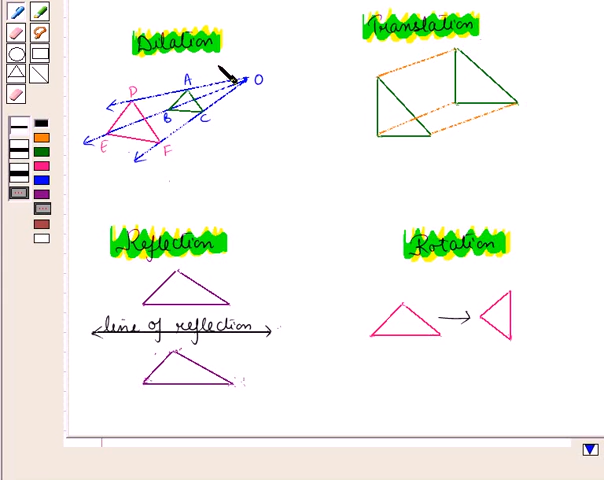 Dilation
Translation
O
A
D
B
C
E
F
Reflection
Rotation
line of reflection